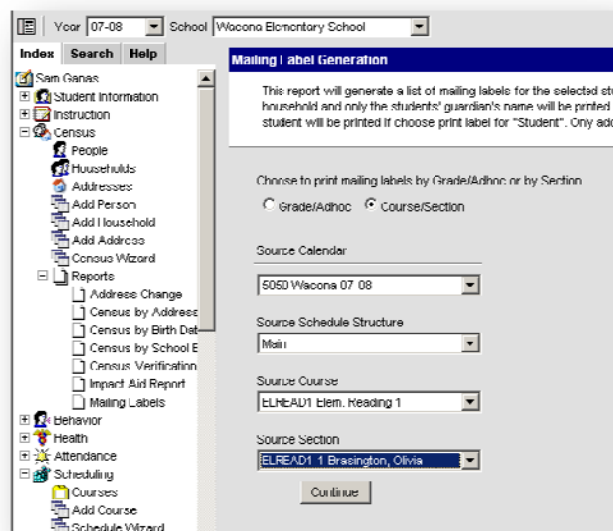 Year 07-08 School Wacona Elementary School
Index Search Help
Sam Ganas
Student Information
Instruction
Census
People
Households
Addresses
Add Person
Add Household
Add Address
Census Wizard
Reports
Address Change
Census by Address
Census by Birth Dat
Census by School E
Census Verification
Impact Aid Report
Mailing Labels
Behavior
Health
Attendance
Scheduling
Courses
Add Course
Schedule Wizard
Mailing Label Generation
This report will generate a list of mailing labels for the selected stu
household and only the students' guardian's name will be printed
student will be printed if choose print label for "Student". Ony add
Choose to print mailing labels by Grade/Adhoc or by Section
Grade/Adhoc Course/Section
Source Calendar
5050 Wacona 07 08
Source Schedule Structure
Main
Source Course
ELREAD1 Elem. Reading 1
Source Section
ELREAD1 1 Brasington, Olivia
Continue